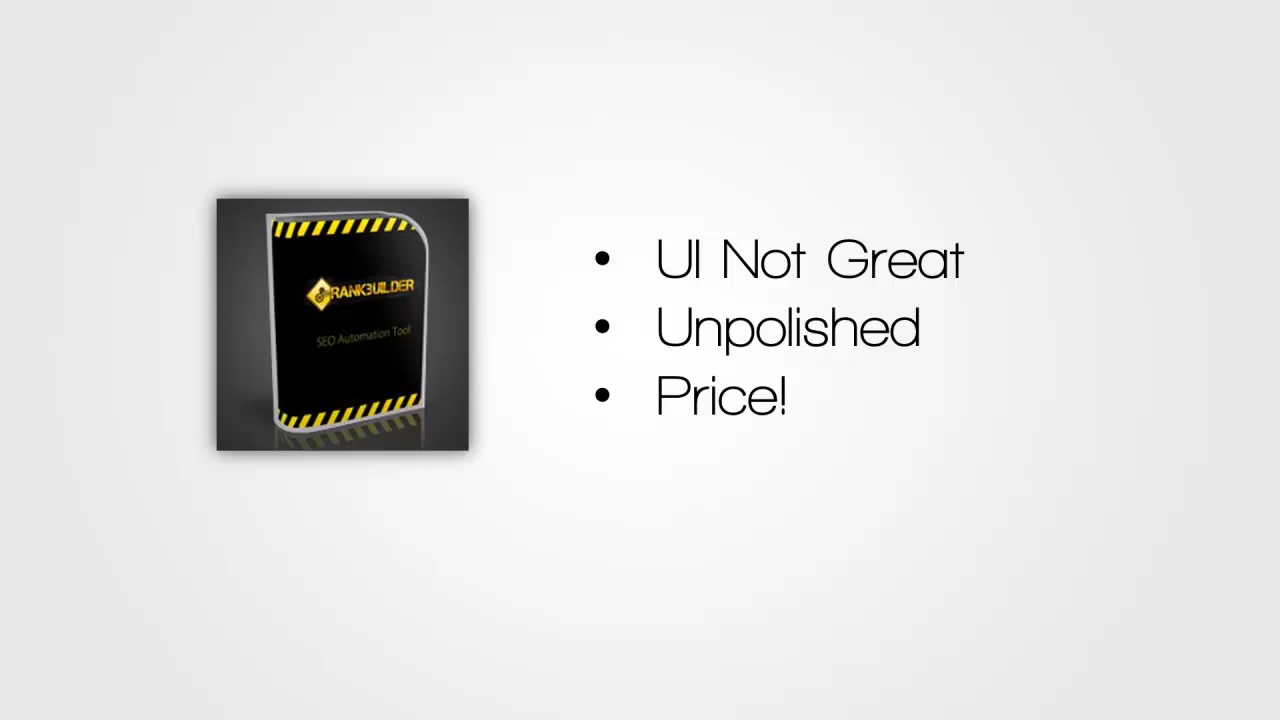 RANKBUILDER
SEO Automation Tool
• UI Not Great
• Unpolished
• Price!